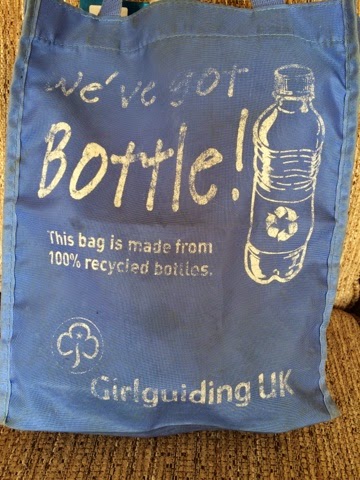 we've got
Bottle!
This bag is made from
100% recycled bottles.
Girlguiding UK